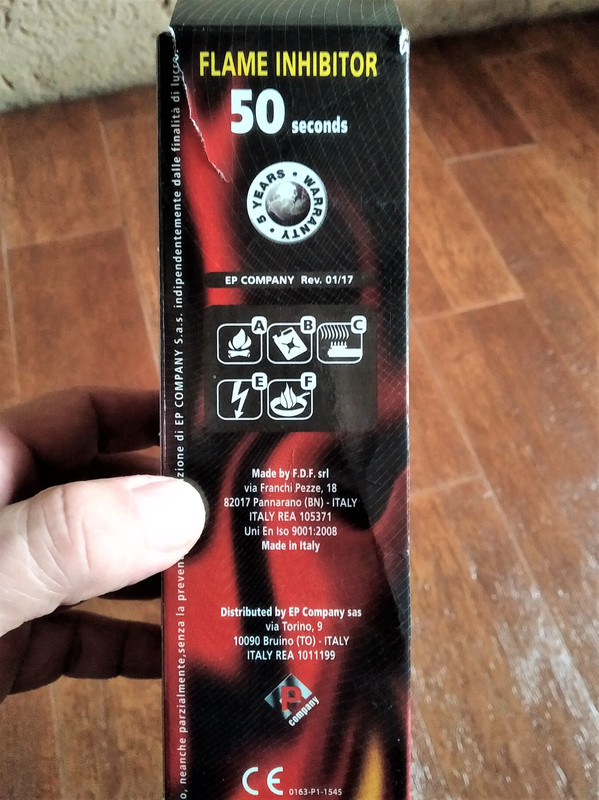 FLAME INHIBITOR
50 seconds
5 YEARS • WARRANTY •
EP COMPANY Rev. 01/17
A
B
C
E
F
Made by F.D.F. srl
via Franchi Pezze, 18
82017 Pannarano (BN) - ITALY
ITALY REA 105371
Uni En Iso 9001:2008
Made in Italy
Distributed by EP Company sas
via Torino, 9
10090 Bruino (TO) - ITALY
ITALY REA 1011199
company
CE 0163-P1-1545
neanche parzialmente,senza la zione di EP COMPANY S.a.s. indipendentemente dalle finalità di